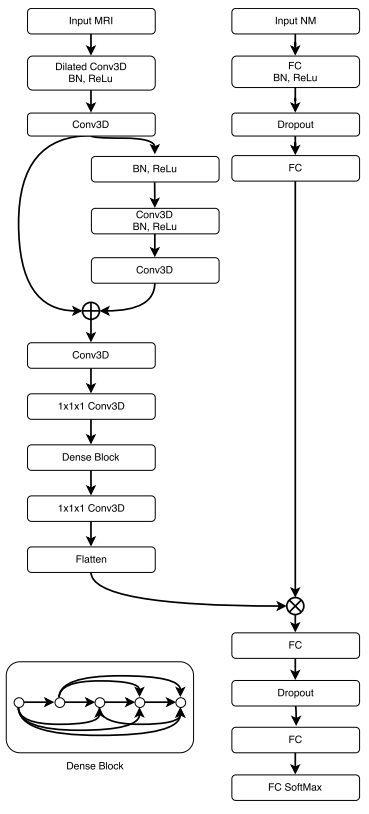 Input MRI
Dilated Conv3D
BN, ReLu
Conv3D
BN, ReLu
Conv3D
BN, ReLu
Conv3D
Conv3D
1x1x1 Conv3D
Dense Block
1x1x1 Conv3D
Flatten
Input NM
FC
BN, ReLu
Dropout
FC
FC
Dropout
FC
FC SoftMax
Dense Block